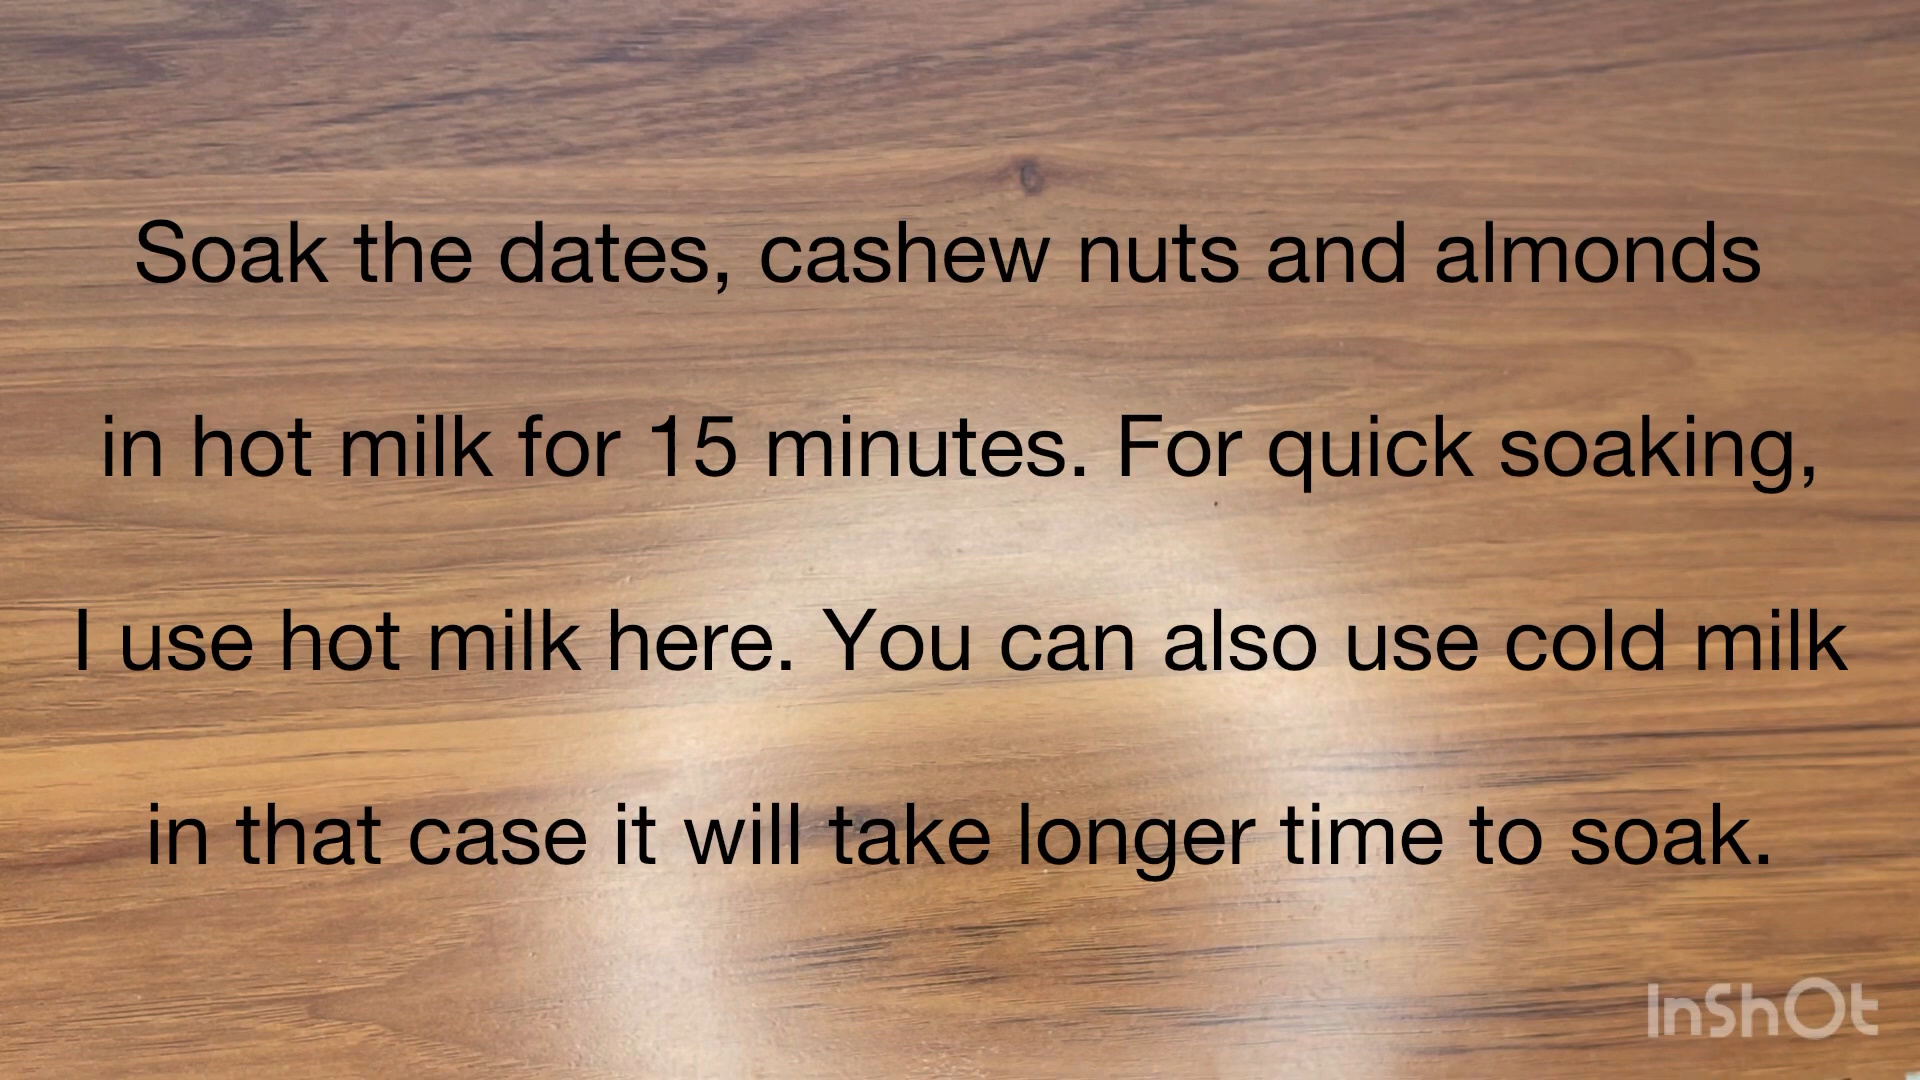 Soak the dates, cashew nuts and almonds
in hot milk for 15 minutes. For quick soaking,
I use hot milk here. You can also use cold milk
in that case it will take longer time to soak.
InShOt